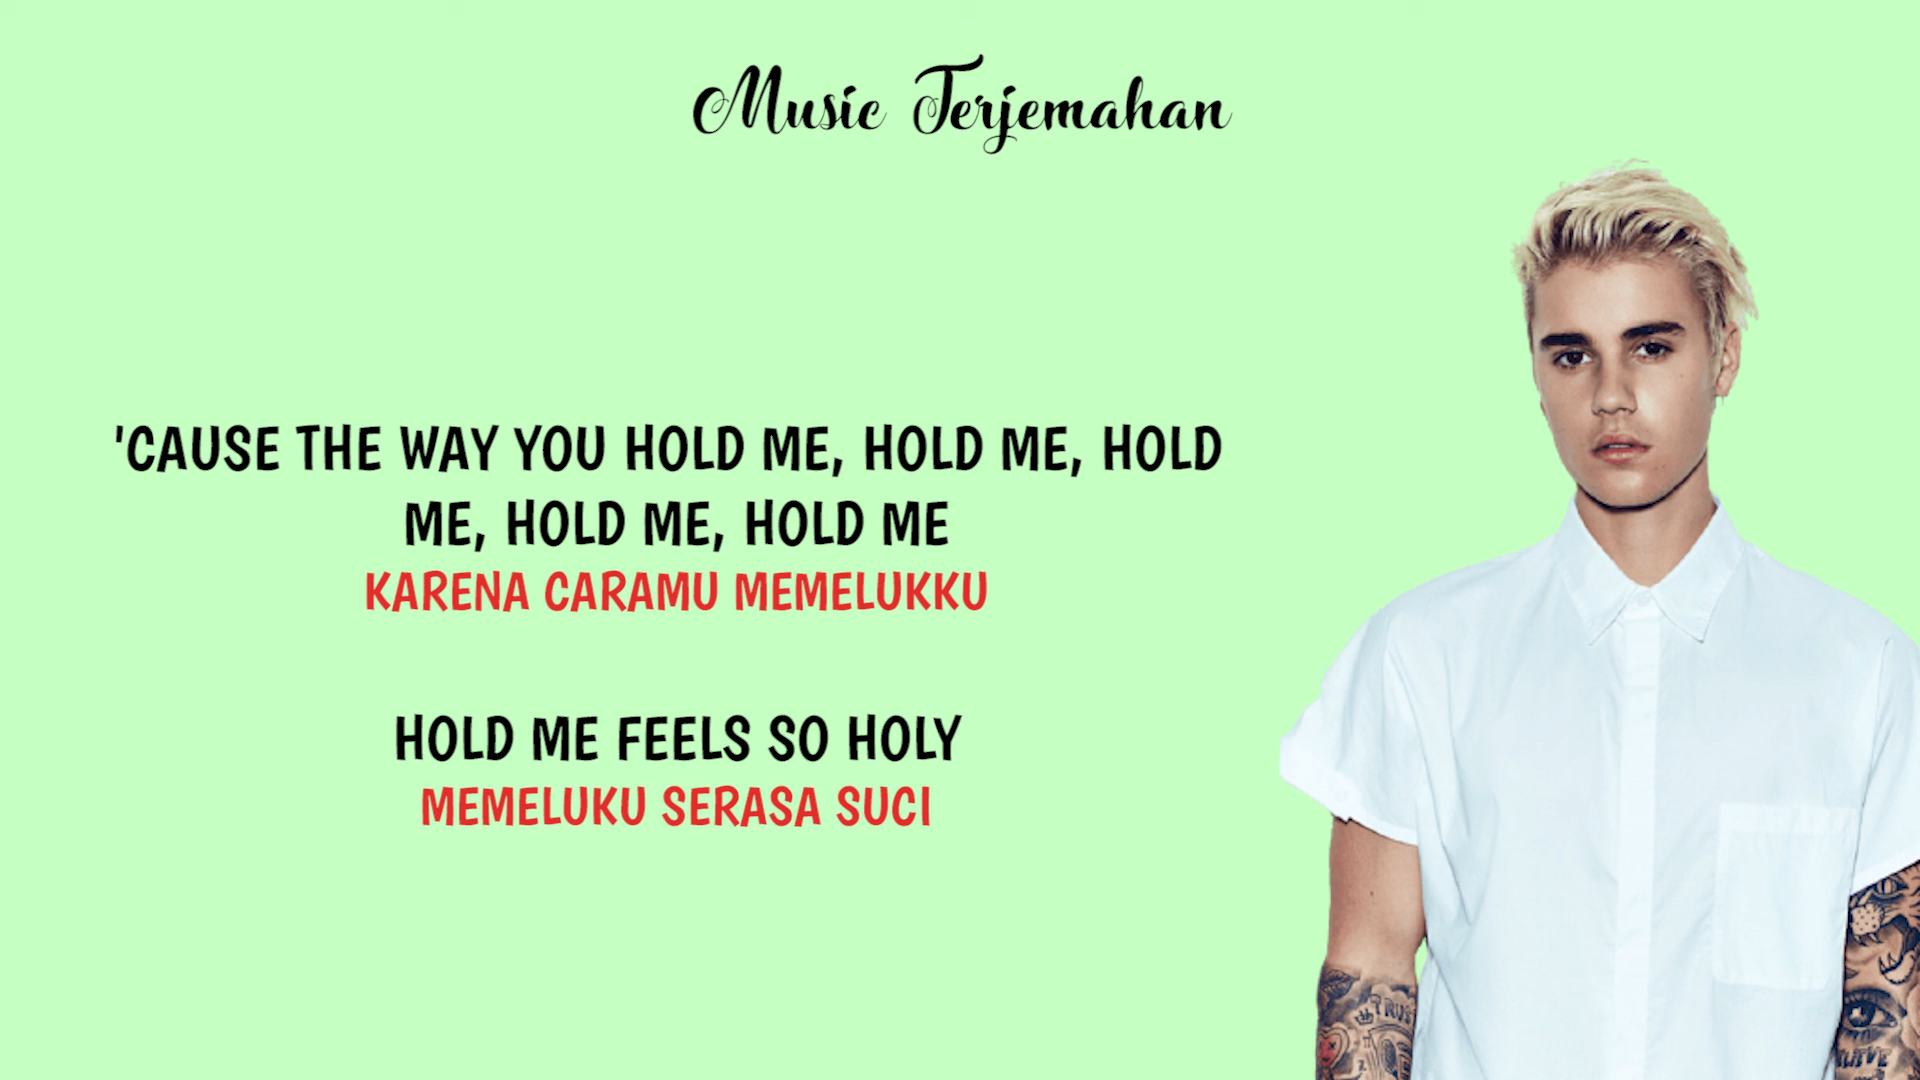 Music Terjemahan
'CAUSE THE WAY YOU HOLD ME, HOLD ME, HOLD
ME, HOLD ME, HOLD ME
KARENA CARAMU MEMELUKKU
HOLD ME FEELS SO HOLY
MEMELUKU SERASA SUCI
TRUS